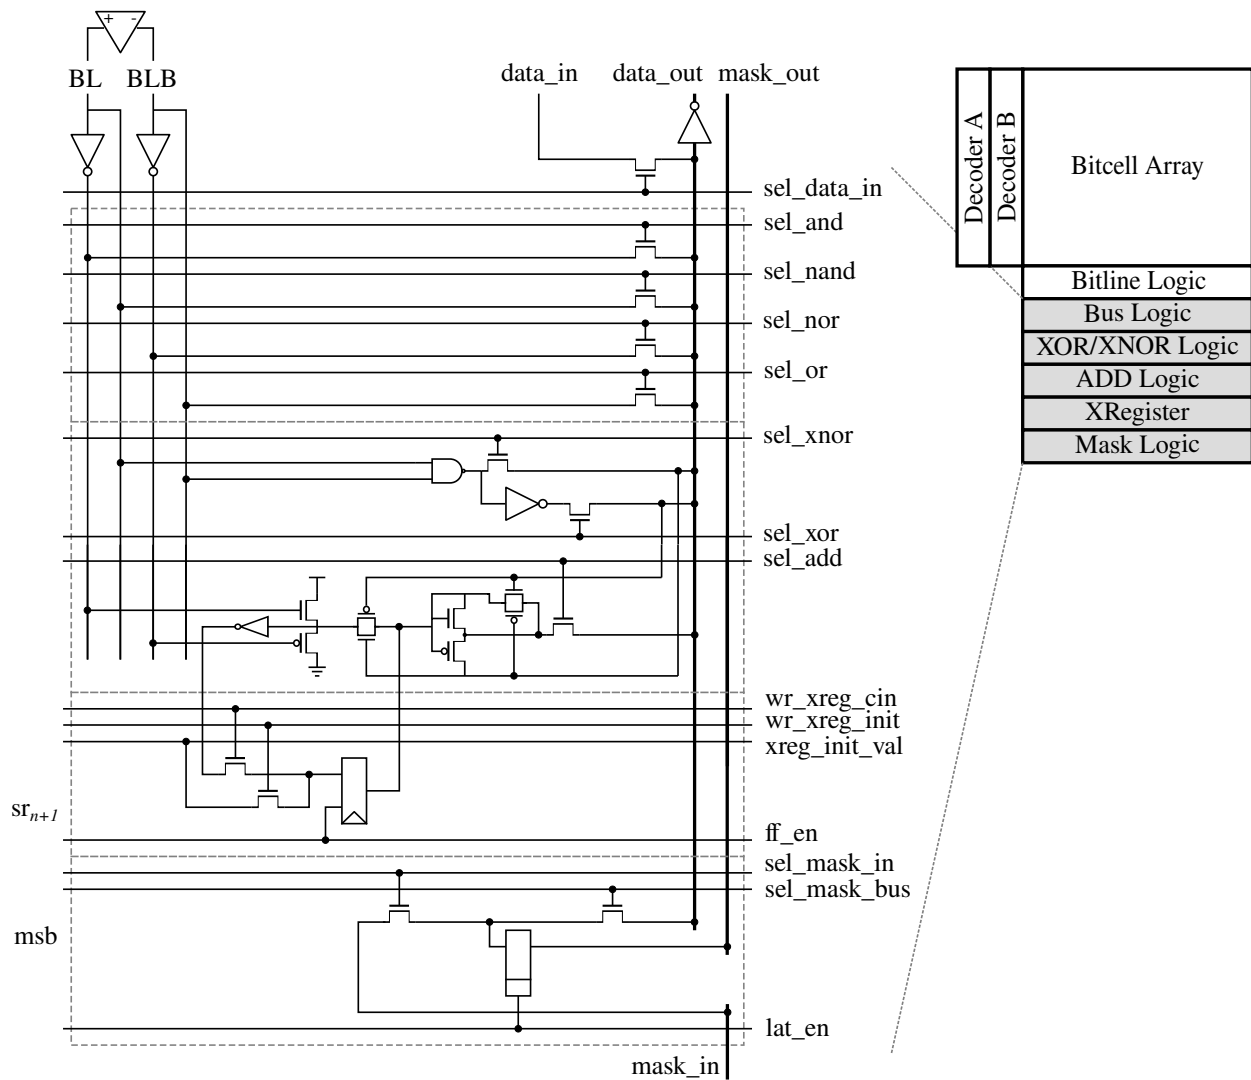 + -
BL BLB
data_in data_out mask_out
sel_data_in
sel_and
sel_nand
sel_nor
sel_or
sel_xnor
sel_xor
sel_add
wr_xreg_cin
wr_xreg_init
xreg_init_val
sr_{n+1}
ff_en
sel_mask_in
sel_mask_bus
msb
lat_en
mask_in
Decoder A
Decoder B
Bitcell Array
Bitline Logic
Bus Logic
XOR/XNOR Logic
ADD Logic
XRegister
Mask Logic